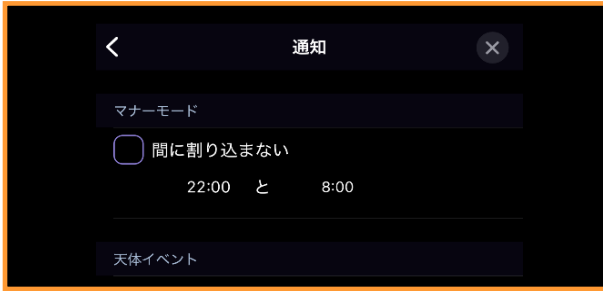 通知
マナーモード
間に割り込まない
22:00 と 8:00
天体イベント